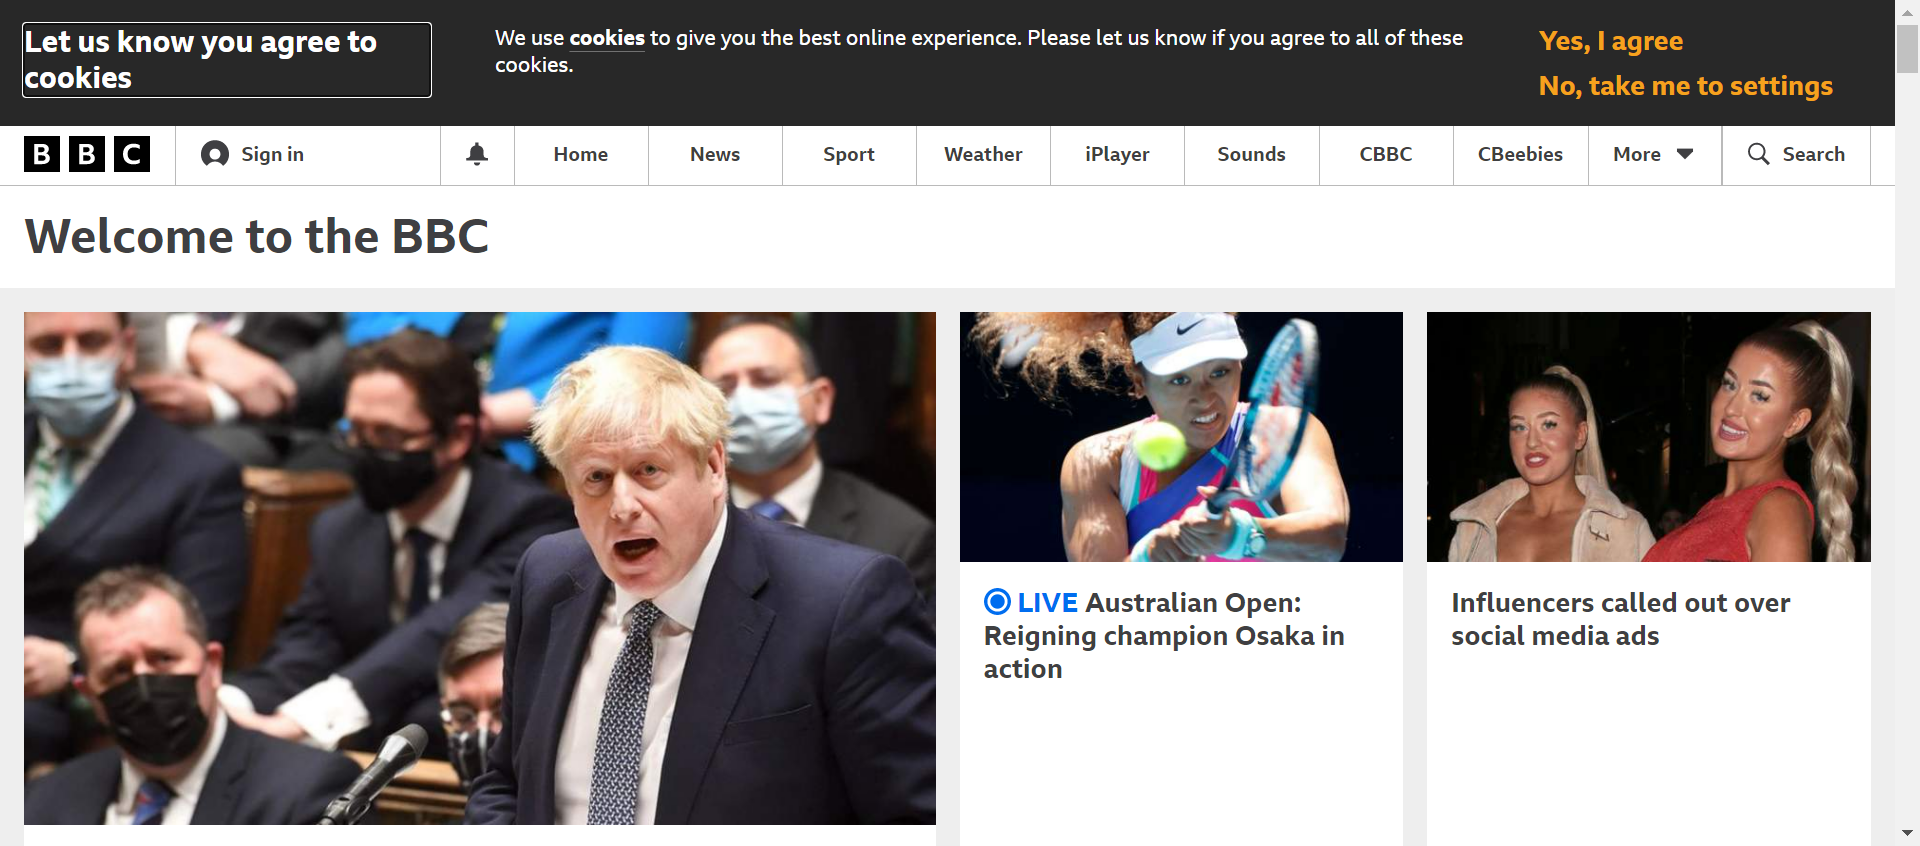 Let us know you agree to
cookies
We use cookies to give you the best online experience. Please let us know if you agree to all of these
cookies.
Yes, I agree
No, take me to settings
BBC
Sign in
Home
News
Sport
Weather
iPlayer
Sounds
CBBC
CBeebies
More
Search
Welcome to the BBC
LIVE Australian Open:
Reigning champion Osaka in
action
Influencers called out over
social media ads